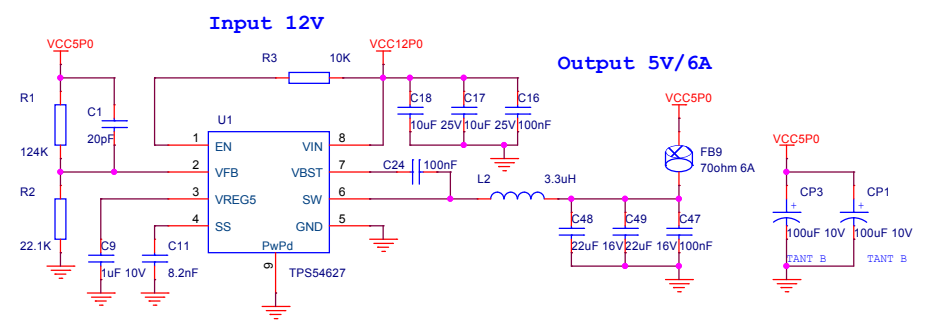 Input 12V
VCC5P0
R3
10K
VCC12P0
Output 5V/6A
R1
C1
20pF
124K
U1
C18
10uF 25V
C17
10uF 25V
C16
100nF
VCC5P0
1
EN
VIN
8
2
VFB
VBST
7
C24
100nF
FB9
70ohm 6A
VCC5P0
R2
3
VREG5
SW
6
L2
3.3uH
CP3
CP1
4
SS
GND
5
C48
C49
C47
22.1K
C9
C11
PwPd
22uF 16V
22uF 16V
100nF
100uF 10V
100uF 10V
1uF 10V
8.2nF
9
TPS54627
TANT B
TANT B